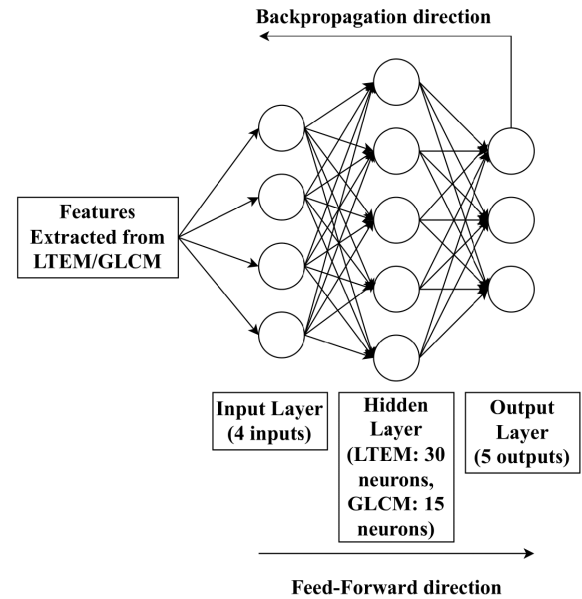 Backpropagation direction
Features
Extracted from
LTEM/GLCM
Input Layer
(4 inputs)
Hidden
Layer
(LTEM: 30
neurons,
GLCM: 15
neurons)
Output
Layer
(5 outputs)
Feed-Forward direction